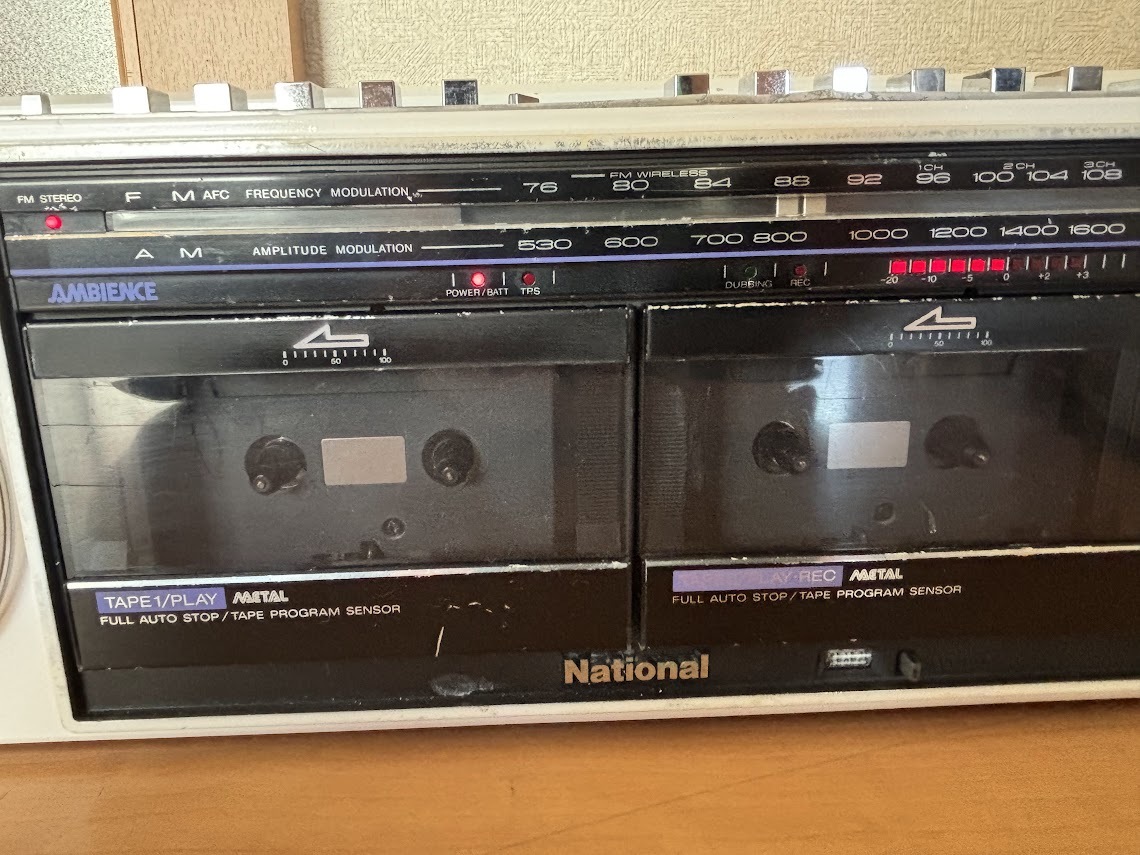 FM WIRELESS 1CH 2CH 3CH
FM STEREO F M AFC FREQUENCY MODULATION 76 80 84 88 92 96 100 104 108
A M AMPLITUDE MODULATION 530 600 700 800 1000 1200 1400 1600
AMBIENCE POWER/BATT TPS DUBBING REC -20 -10 -5 0 +2 +3
0 50 100
0 50 100
TAPE1/PLAY METAL
FULL AUTO STOP/TAPE PROGRAM SENSOR
PLAY·REC METAL
FULL AUTO STOP/TAPE PROGRAM SENSOR
National